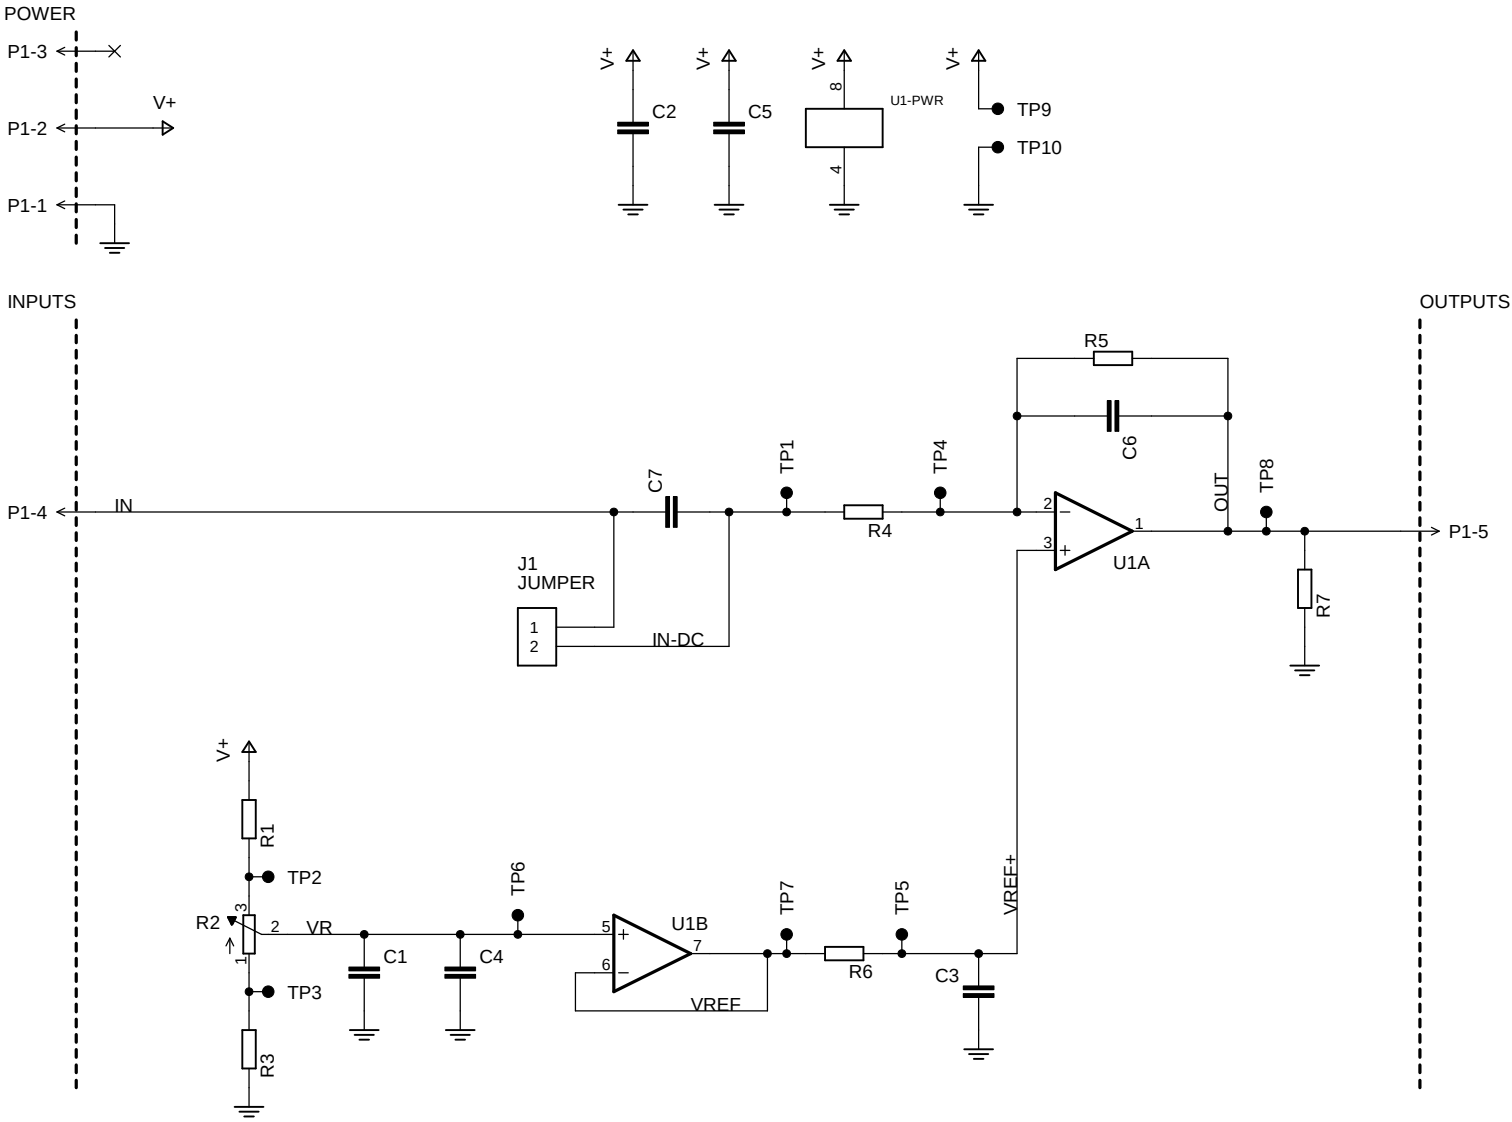 POWER
P1-3
P1-2
V+
P1-1
V+
C2
V+
C5
V+
8
U1-PWR
4
V+
TP9
TP10
INPUTS
OUTPUTS
P1-4
IN
C7
J1
JUMPER
1
2
IN-DC
TP1
R4
TP4
R5
C6
2
3
1
U1A
OUT
TP8
R7
P1-5
V+
R1
TP2
R2
3
2
1
VR
TP3
R3
C1
C4
TP6
5
6
U1B
7
VREF
TP7
R6
TP5
C3
VREF+